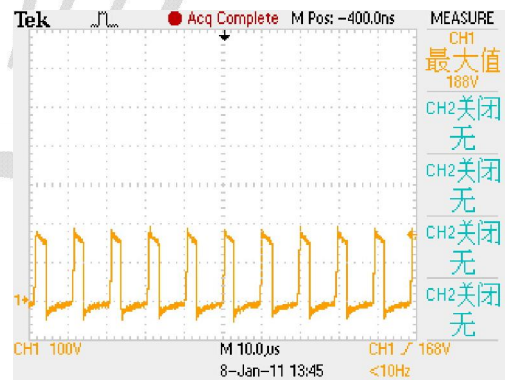 Tek Acq Complete M Pos: -400.0ns MEASURE
CH1
最大值
188V
CH2关闭
无
CH2关闭
无
CH2关闭
无
CH2关闭
无
1
CH1 100V M 10.0us CH1 168V
8-Jan-11 13:45 <10Hz